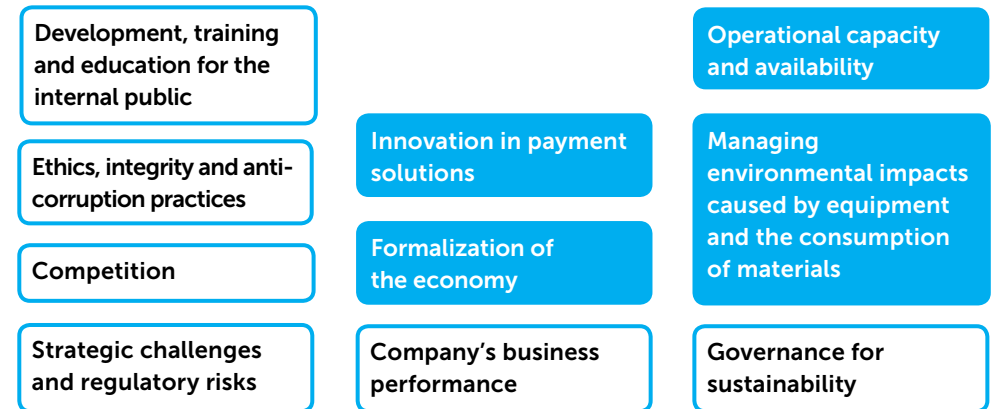 Development, training
and education for the
internal public
Ethics, integrity and anti-
corruption practices
Competition
Strategic challenges
and regulatory risks
Innovation in payment
solutions
Formalization of
the economy
Company’s business
performance
Operational capacity
and availability
Managing
environmental impacts
caused by equipment
and the consumption
of materials
Governance for
sustainability